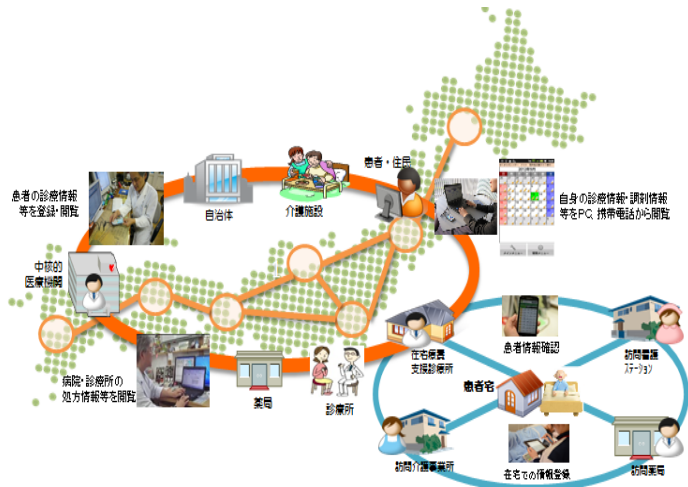 患者・住民
患者の診療情報
等を登録・閲覧
自治体
介護施設
自身の診療情報・調剤情報
等をPC, 携帯電話から閲覧
中核的
医療機関
患者情報確認
在宅療養
支援診療所
訪問看護
ステーション
病院・診療所の
処方情報等を閲覧
薬局
診療所
患者宅
訪問介護事業所
在宅での情報登録
訪問薬局